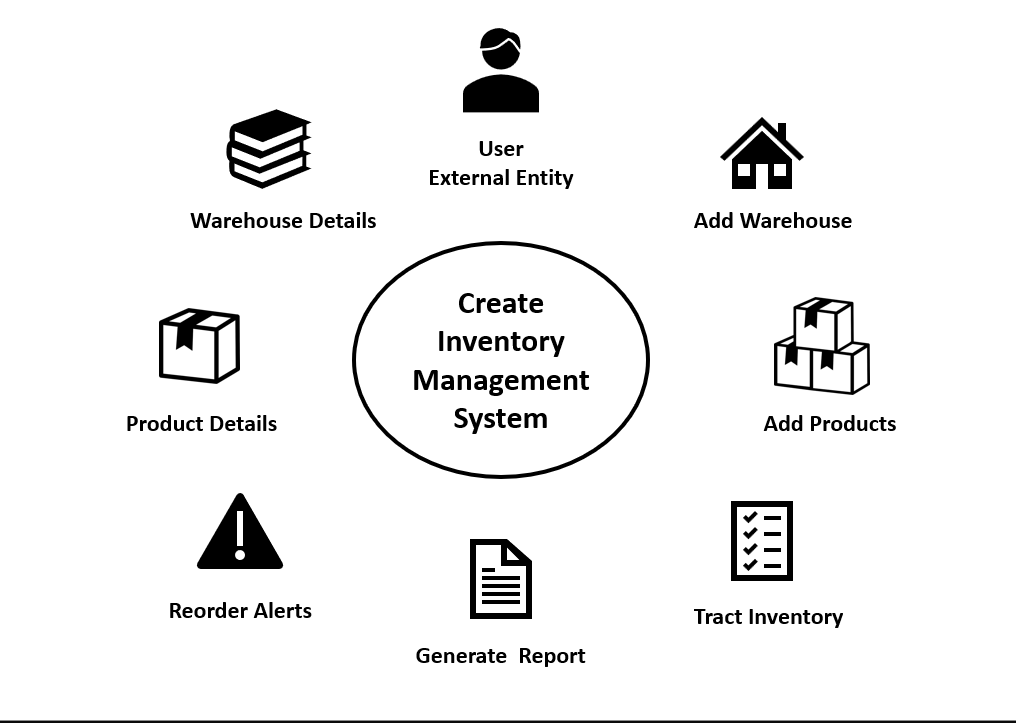 User
External Entity
Warehouse Details
Add Warehouse
Create
Inventory
Management
System
Product Details
Add Products
Reorder Alerts
Tract Inventory
Generate  Report